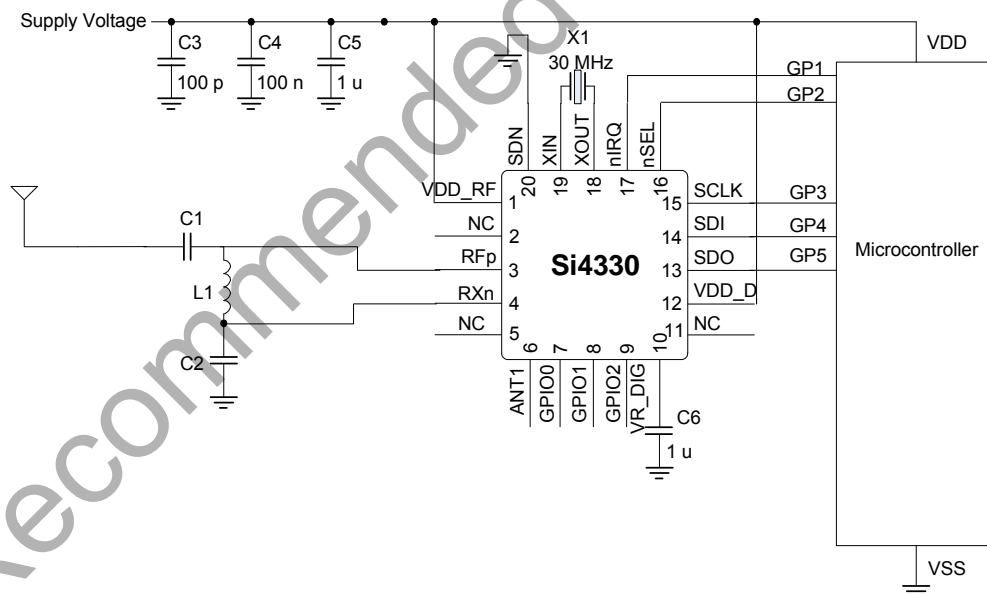 Supply Voltage
C3
100 p
C4
100 n
C5
1 u
X1
30 MHz
VDD
GP1
GP2
SDN
XIN
XOUT
nIRQ
nSEL
20
19
18
17
16
VDD_RF
1
NC
2
RFp
3
RXn
4
NC
5
C1
L1
C2
Si4330
15
SCLK
GP3
14
SDI
GP4
13
SDO
GP5
12
VDD_D
11
NC
Microcontroller
6
7
8
9
10
ANT1
GPIO0
GPIO1
GPIO2
VR_DIG
C6
1 u
VSS
ecommended